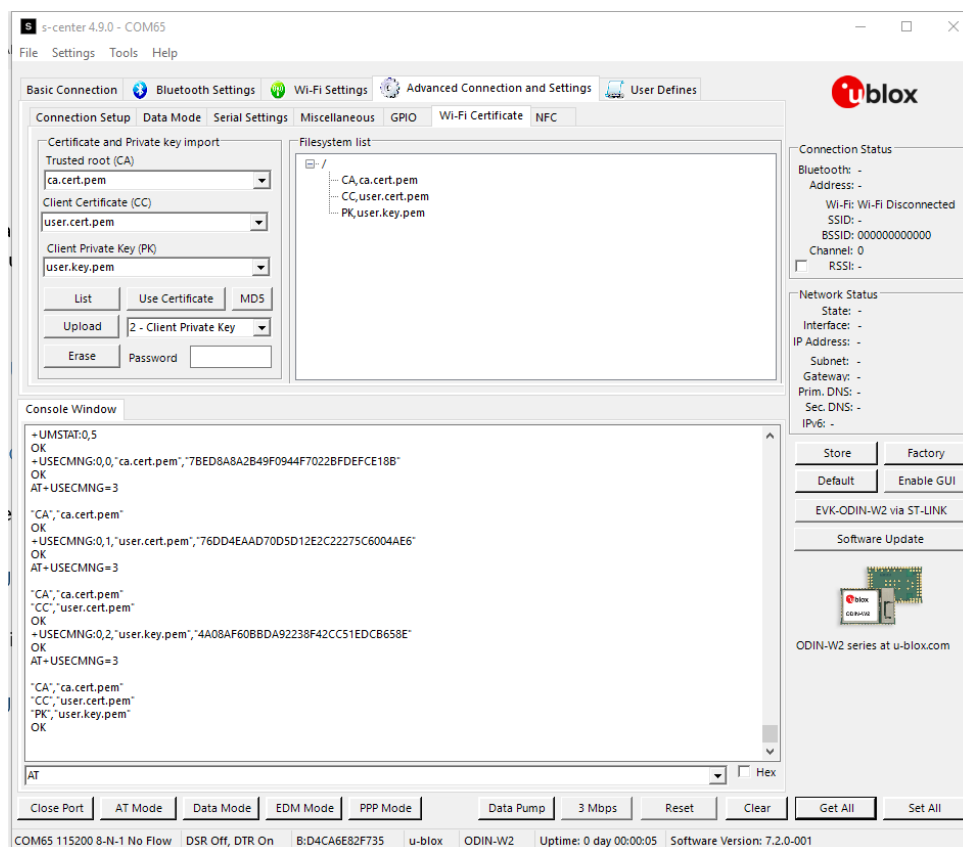 s-center 4.9.0 - COM65
File Settings Tools Help
Basic Connection Bluetooth Settings Wi-Fi Settings Advanced Connection and Settings User Defines
Connection Setup Data Mode Serial Settings Miscellaneous GPIO Wi-Fi Certificate NFC
Certificate and Private key import
Trusted root (CA)
ca.cert.pem
Client Certificate (CC)
user.cert.pem
Client Private Key (PK)
user.key.pem
List Use Certificate MD5
Upload 2 - Client Private Key
Erase Password
Filesystem list
/
CA,ca.cert.pem
CC,user.cert.pem
PK,user.key.pem
ublox
Connection Status
Bluetooth: -
Address: -
Wi-Fi: Wi-Fi Disconnected
SSID: -
BSSID: 000000000000
Channel: 0
RSSI: -
Network Status
State: -
Interface: -
IP Address: -
Subnet: -
Gateway: -
Prim. DNS: -
Sec. DNS: -
IPv6: -
Store Factory
Default Enable GUI
EVK-ODIN-W2 via ST-LINK
Software Update
ublox
ODIN-W2
ODIN-W2 series at u-blox.com
Console Window
+UMSTAT:0,5
OK
+USECMNG:0,0,"ca.cert.pem","7BED8A8A2B49F0944F7022BFDEFCE18B"
OK
AT+USECMNG=3
"CA","ca.cert.pem"
OK
+USECMNG:0,1,"user.cert.pem","76DD4EAAD70D5D12E2C22275C6004AE6"
OK
AT+USECMNG=3
"CA","ca.cert.pem"
"CC","user.cert.pem"
OK
+USECMNG:0,2,"user.key.pem","4A08AF60BBDA92238F42CC51EDCB658E"
OK
AT+USECMNG=3
"CA","ca.cert.pem"
"CC","user.cert.pem"
"PK","user.key.pem"
OK
AT
Hex
Close Port AT Mode Data Mode EDM Mode PPP Mode Data Pump 3 Mbps Reset Clear Get All Set All
COM65 115200 8-N-1 No Flow DSR Off, DTR On B:D4CA6E82F735 u-blox ODIN-W2 Uptime: 0 day 00:00:05 Software Version: 7.2.0-001